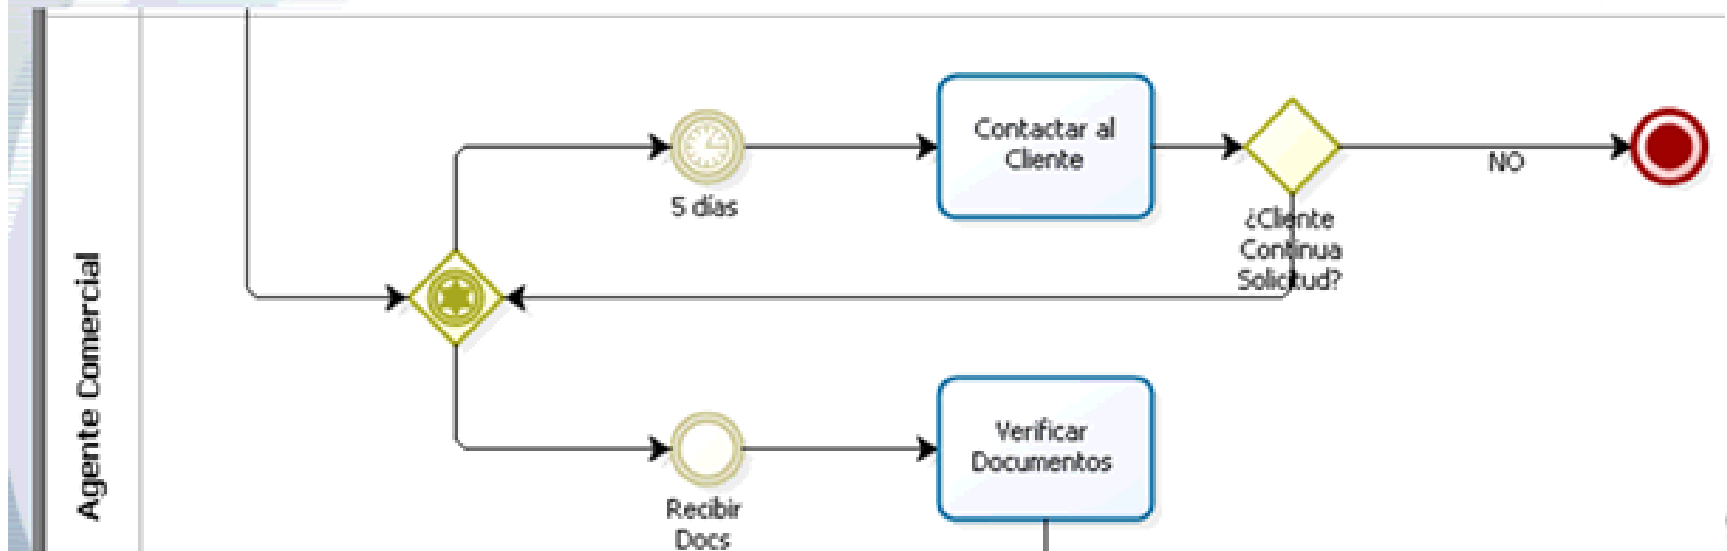 Agente Comercial
5 días
Contactar al
Cliente
¿Cliente
Continua
Solicitud?
NO
Recibir
Docs
Verificar
Documentos